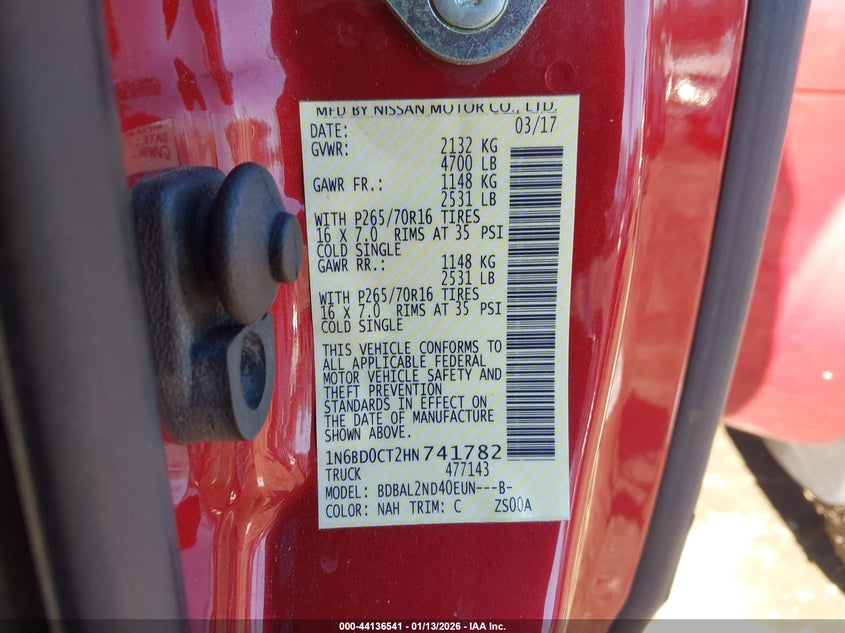 MFD BY NISSAN MOTOR CO., LTD.
DATE: 03/17
GVWR: 2132 KG
4700 LB
GAWR FR.: 1148 KG
2531 LB
WITH P265/70R16 TIRES
16 X 7.0 RIMS AT 35 PSI
COLD SINGLE
GAWR RR.: 1148 KG
2531 LB
WITH P265/70R16 TIRES
16 X 7.0 RIMS AT 35 PSI
COLD SINGLE
THIS VEHICLE CONFORMS TO
ALL APPLICABLE FEDERAL
MOTOR VEHICLE SAFETY AND
THEFT PREVENTION
STANDARDS IN EFFECT ON
THE DATE OF MANUFACTURE
SHOWN ABOVE.
1N6BD0CT2HN741782
TRUCK 477143
MODEL: BDBAL2ND40EUN---B-
COLOR: NAH TRIM: C ZS00A
000-44136541 - 01/13/2026 - IAA Inc.